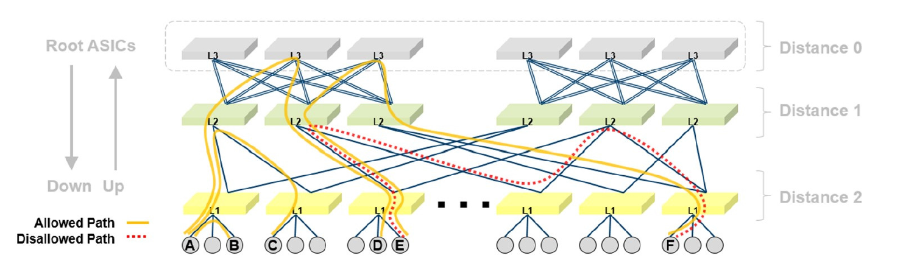 Root ASICs
Down Up
L3 L3 L3 L3 L3 L3
Distance 0
L2 L2 L2 L2 L2 L2
Distance 1
L1 L1 L1 L1 L1 L1
Distance 2
Allowed Path
Disallowed Path
A B C D E F